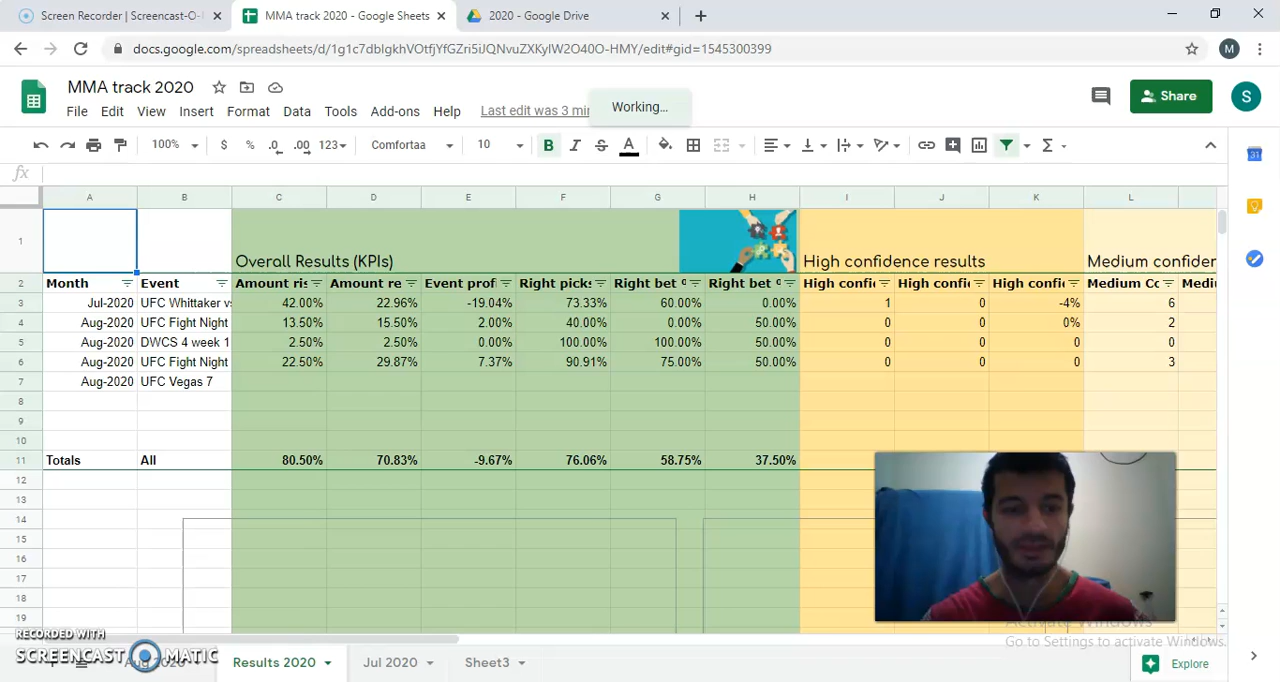 Screen Recorder | Screencast-O-
MMA track 2020 - Google Sheets
2020 - Google Drive
docs.google.com/spreadsheets/d/1g1c7dblgkhVOtfjYfGZri5iJQNvuZXKyIW2O40O-HMY/edit#gid=1545300399
M
MMA track 2020
File Edit View Insert Format Data Tools Add-ons Help Last edit was 3 min
Working...
Share
S
100% $ % .0 .00 123 Comfortaa 10 B I S A
fx
31
A B C D E F G H I J K L
1 Overall Results (KPIs) High confidence results Medium confiden
2 Month Event Amount ris Amount re Event prof Right picks Right bet Right bet High confi High confi High confi Medium Co Mediu
3 Jul-2020 UFC Whittaker vs 42.00% 22.96% -19.04% 73.33% 60.00% 0.00% 1 0 -4% 6
4 Aug-2020 UFC Fight Night 13.50% 15.50% 2.00% 40.00% 0.00% 50.00% 0 0 0% 2
5 Aug-2020 DWCS 4 week 1 2.50% 2.50% 0.00% 100.00% 100.00% 50.00% 0 0 0 0
6 Aug-2020 UFC Fight Night 22.50% 29.87% 7.37% 90.91% 75.00% 50.00% 0 0 0 3
7 Aug-2020 UFC Vegas 7
8
9
10
11 Totals All 80.50% 70.83% -9.67% 76.06% 58.75% 37.50%
12
13
14
15
16
17
18
19
RECORDED WITH
SCREENCAST MATIC
Activate Windows
Go to Settings to activate Windows.
Results 2020 Jul 2020 Sheet3 Explore